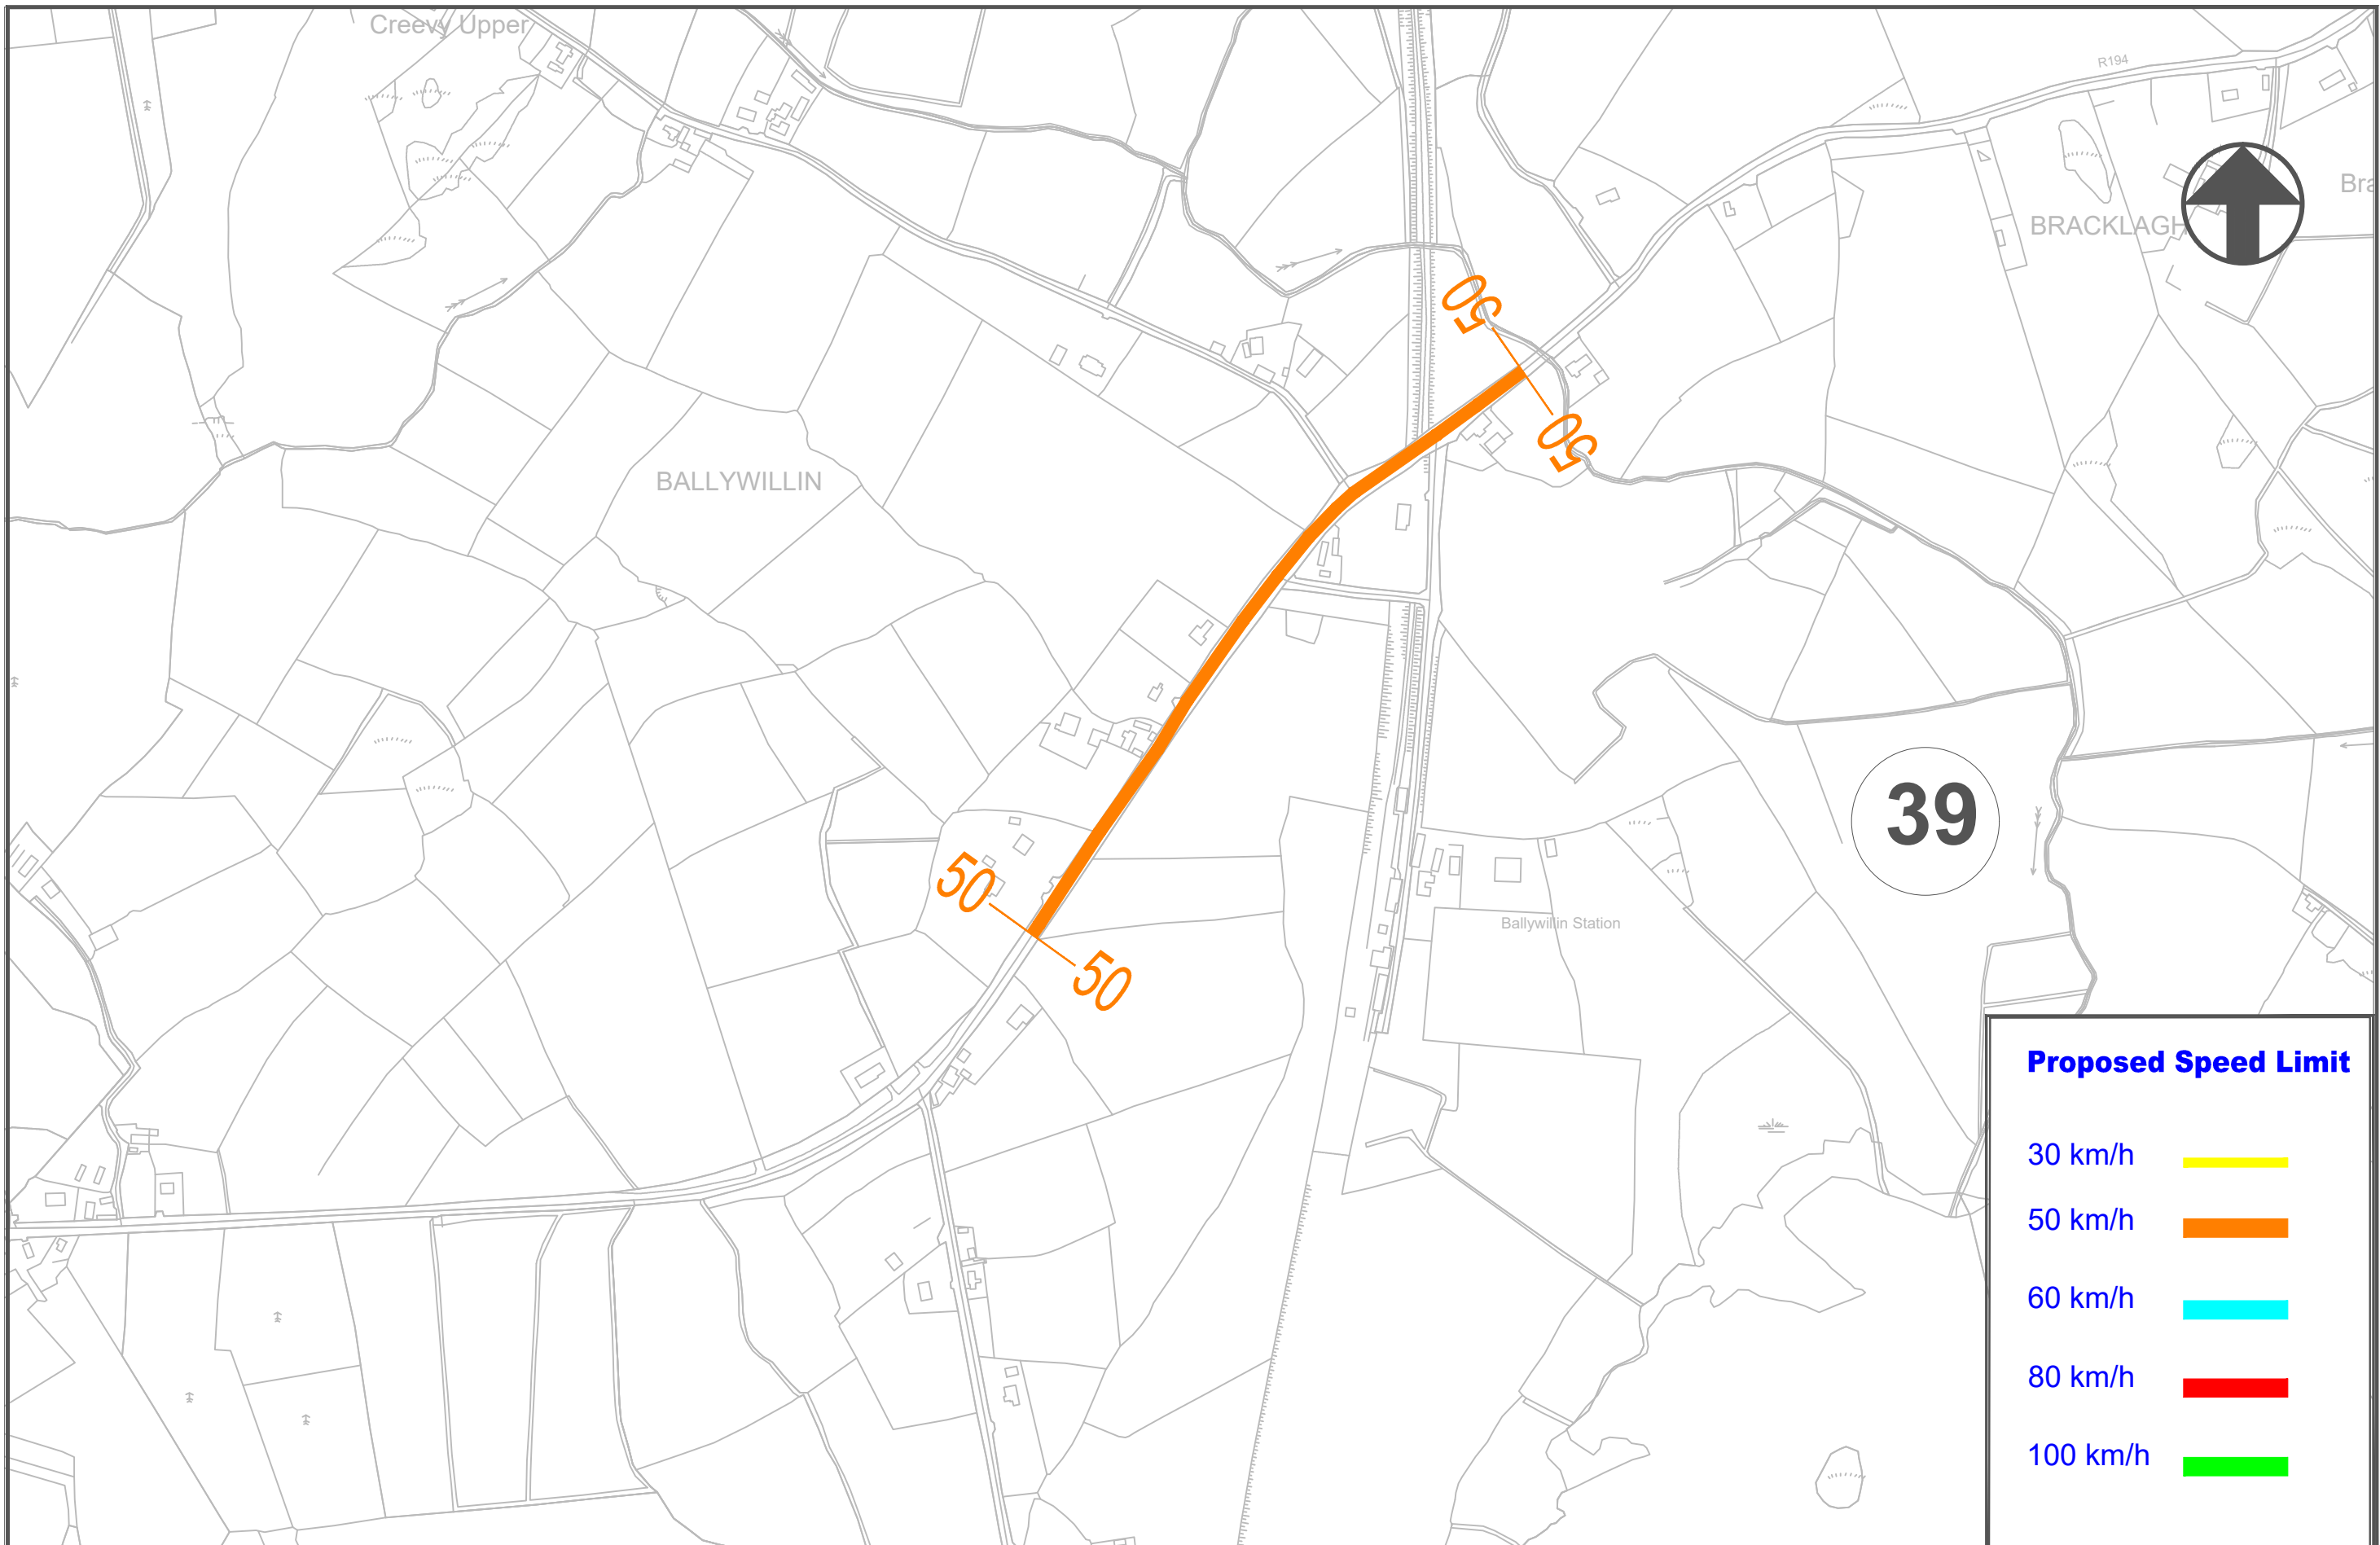 Creevy Upper
R194
Bra
BRACKLAGH
50
50
BALLYWILLIN
39
50
50
Ballywillin Station
Proposed Speed Limit
30 km/h
50 km/h
60 km/h
80 km/h
100 km/h